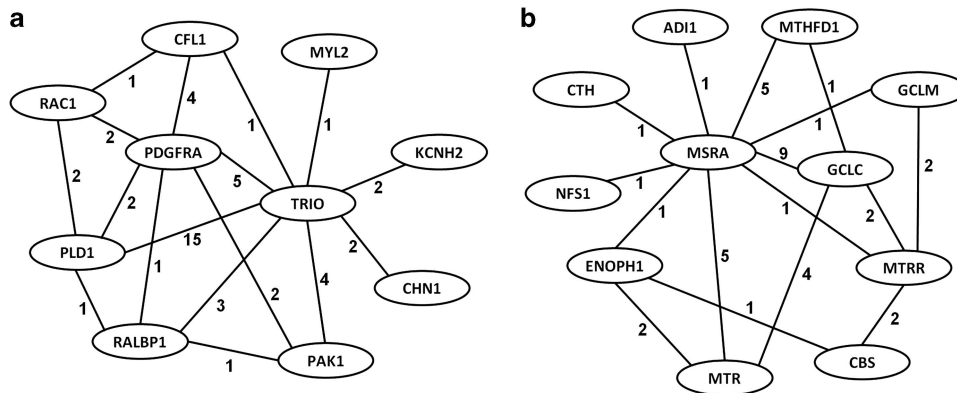 a
CFL1
MYL2
RAC1
PDGFRA
KCNH2
TRIO
PLD1
CHN1
RALBP1
PAK1
1
4
1
1
2
5
2
2
2
15
2
1
4
3
2
1
1
b
ADI1
MTHFD1
CTH
GCLM
MSRA
GCLC
NFS1
ENOPH1
MTRR
MTR
CBS
1
5
1
1
1
9
1
2
1
1
2
5
4
1
2
2